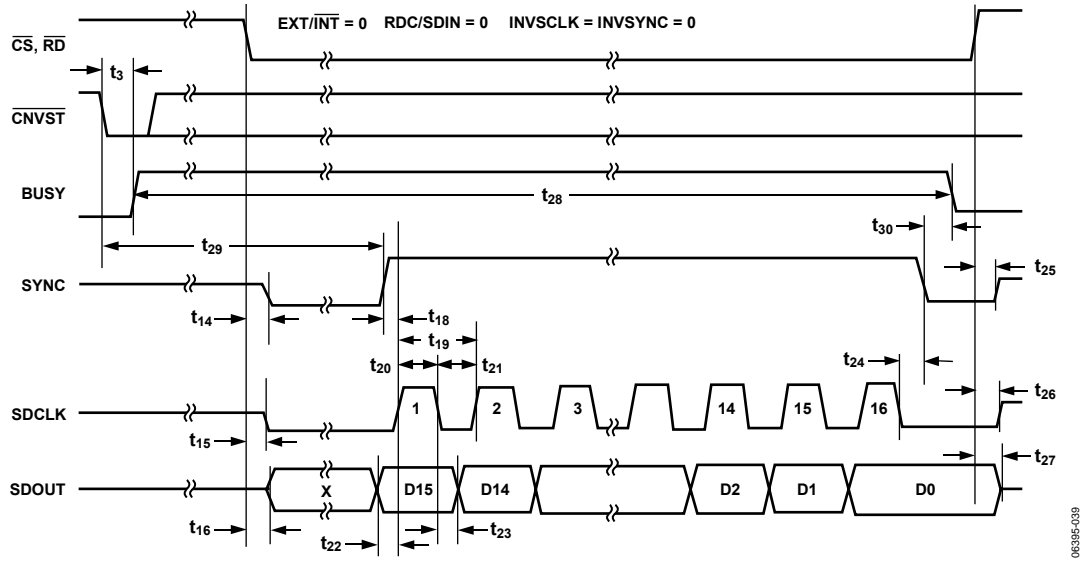 EXT/INT = 0 RDC/SDIN = 0 INVSCLK = INVSYNC = 0
CS, RD
t3
CNVST
BUSY
t28
t30
t29
t25
SYNC
t14
t18
t19
t20
t21
t24
t26
SDCLK
1 2 3 14 15 16
t15
t27
SDOUT
X D15 D14 D2 D1 D0
t16
t22
t23
06395-039